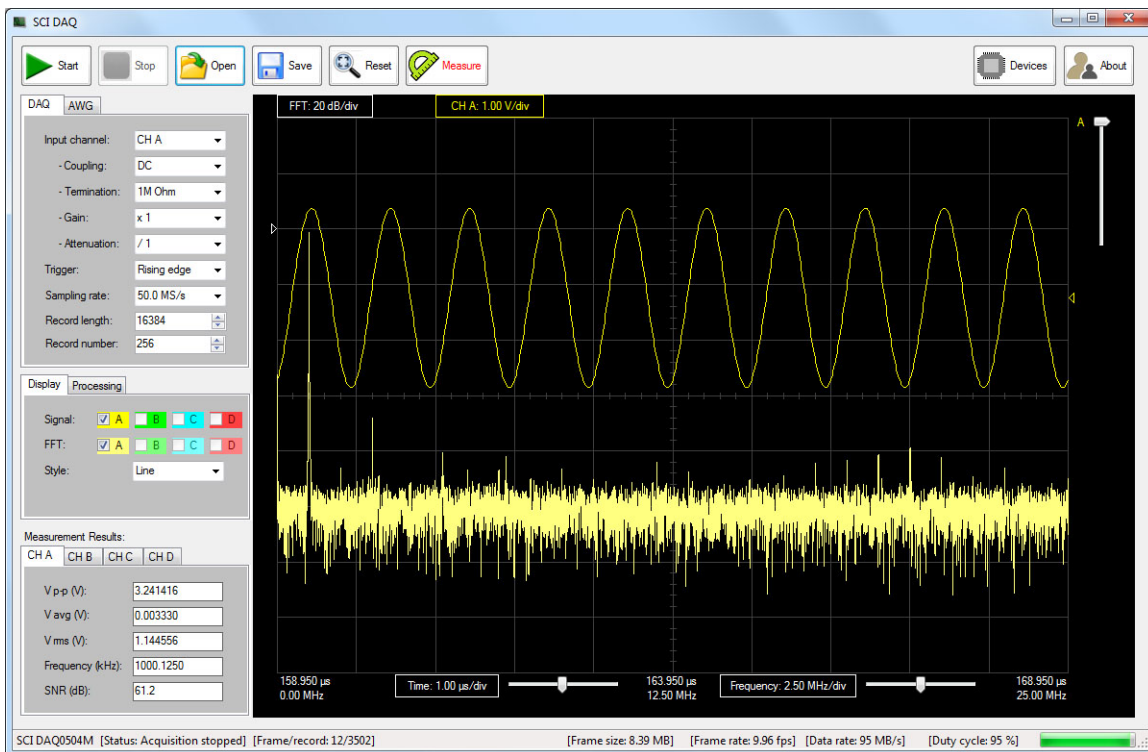 SCI DAQ
Start Stop Open Save Reset Measure Devices About
DAQ AWG
Input channel: CH A
- Coupling: DC
- Termination: 1M Ohm
- Gain: x 1
- Attenuation: / 1
Trigger: Rising edge
Sampling rate: 50.0 MS/s
Record length: 16384
Record number: 256
Display Processing
Signal: A B C D
FFT: A B C D
Style: Line
Measurement Results:
CH A CH B CH C CH D
V p-p (V): 3.241416
V avg (V): 0.003330
V rms (V): 1.144556
Frequency (kHz): 1000.1250
SNR (dB): 61.2
FFT: 20 dB/div CH A: 1.00 V/div
A
158.950 µs 163.950 µs 168.950 µs
0.00 MHz 12.50 MHz 25.00 MHz
Time: 1.00 µs/div Frequency: 2.50 MHz/div
SCI DAQ0504M [Status: Acquisition stopped] [Frame/record: 12/3502] [Frame size: 8.39 MB] [Frame rate: 9.96 fps] [Data rate: 95 MB/s] [Duty cycle: 95 %]